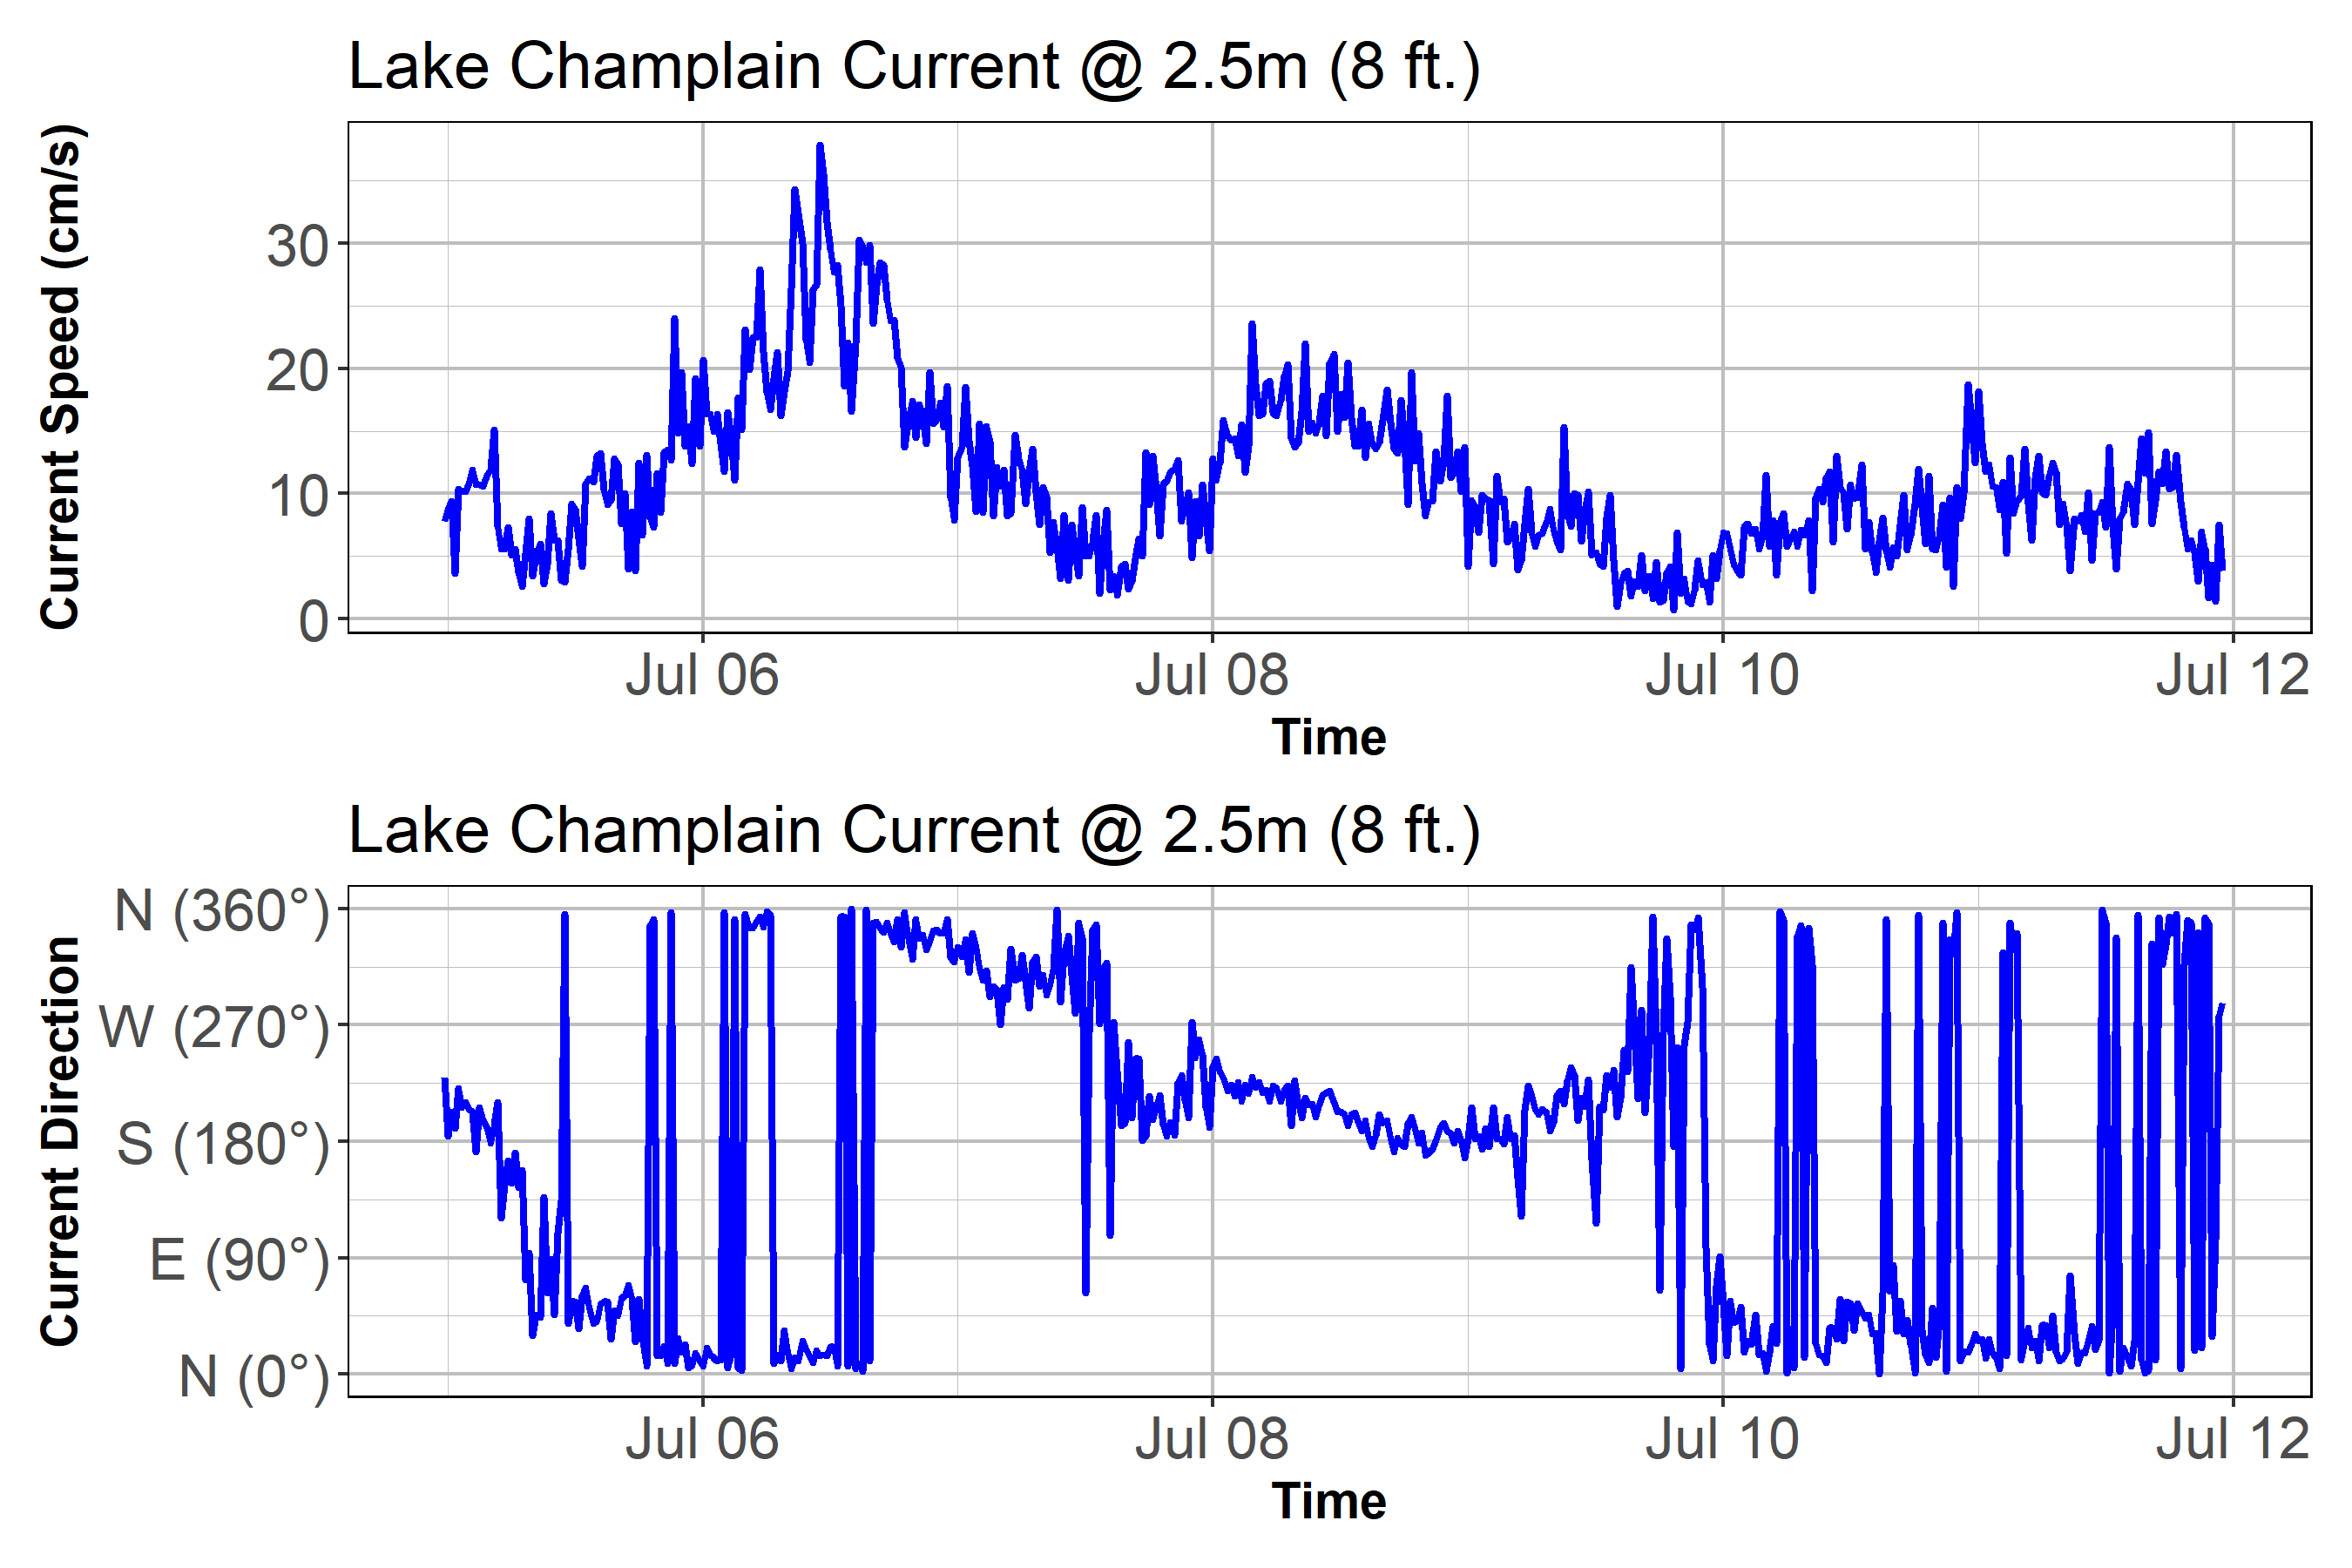 Lake Champlain Current @ 2.5m (8 ft.)
Current Speed (cm/s)
30
20
10
0
Jul 06 Jul 08 Jul 10 Jul 12
Time
Lake Champlain Current @ 2.5m (8 ft.)
Current Direction
N (360°)
W (270°)
S (180°)
E (90°)
N (0°)
Jul 06 Jul 08 Jul 10 Jul 12
Time